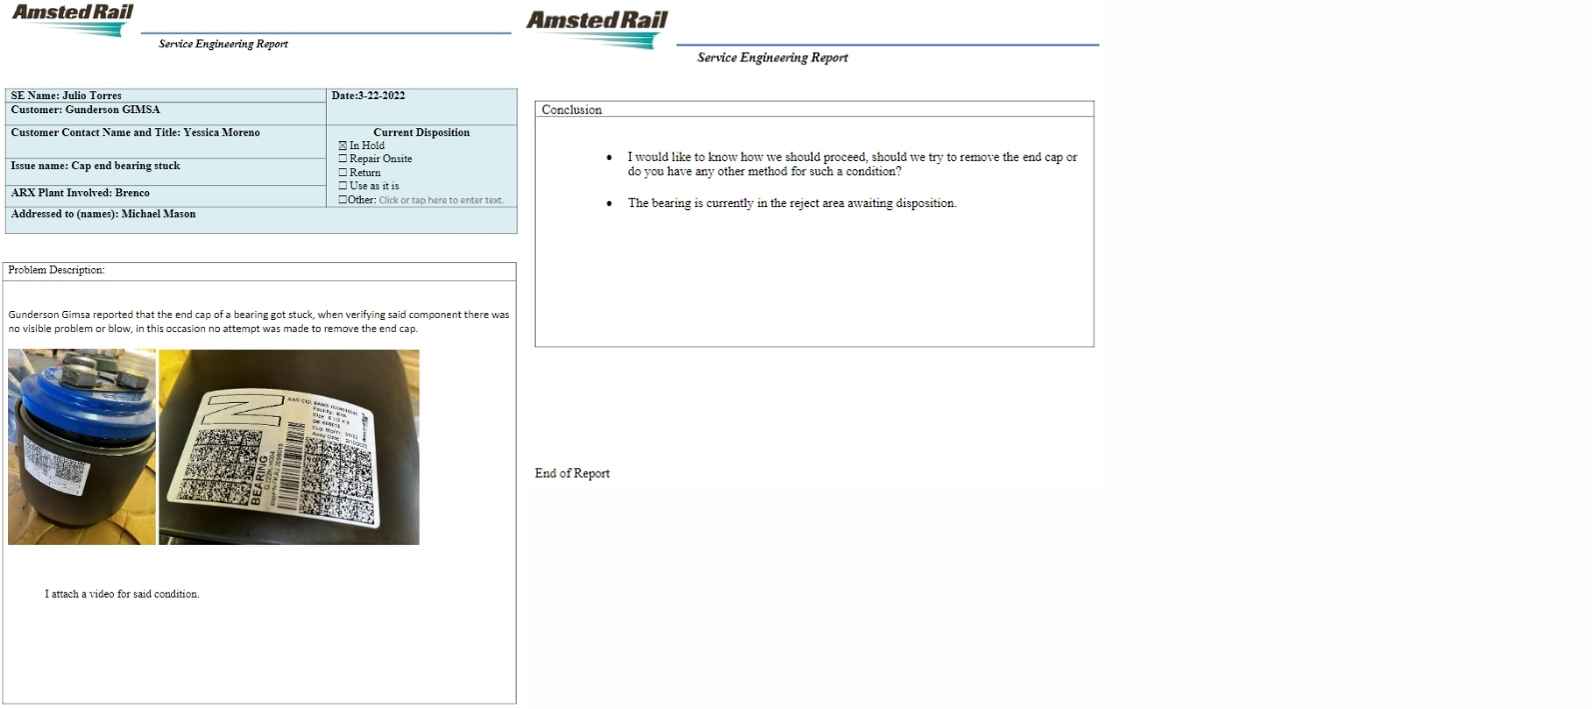 Amsted Rail
Service Engineering Report
SE Name: Julio Torres
Date:3-22-2022
Customer: Gunderson GIMSA
Customer Contact Name and Title: Yessica Moreno
Issue name: Cap end bearing stuck
ARX Plant Involved: Brenco
Current Disposition
☒ In Hold
☐ Repair Onsite
☐ Return
☐ Use as it is
☐Other: Click or tap here to enter text.
Addressed to (names): Michael Mason
Problem Description:
Gunderson Gimsa reported that the end cap of a bearing got stuck, when verifying said component there was
no visible problem or blow, in this occasion no attempt was made to remove the end cap.
BEARING
I attach a video for said condition.
Amsted Rail
Service Engineering Report
Conclusion
• I would like to know how we should proceed, should we try to remove the end cap or
do you have any other method for such a condition?
• The bearing is currently in the reject area awaiting disposition.
End of Report